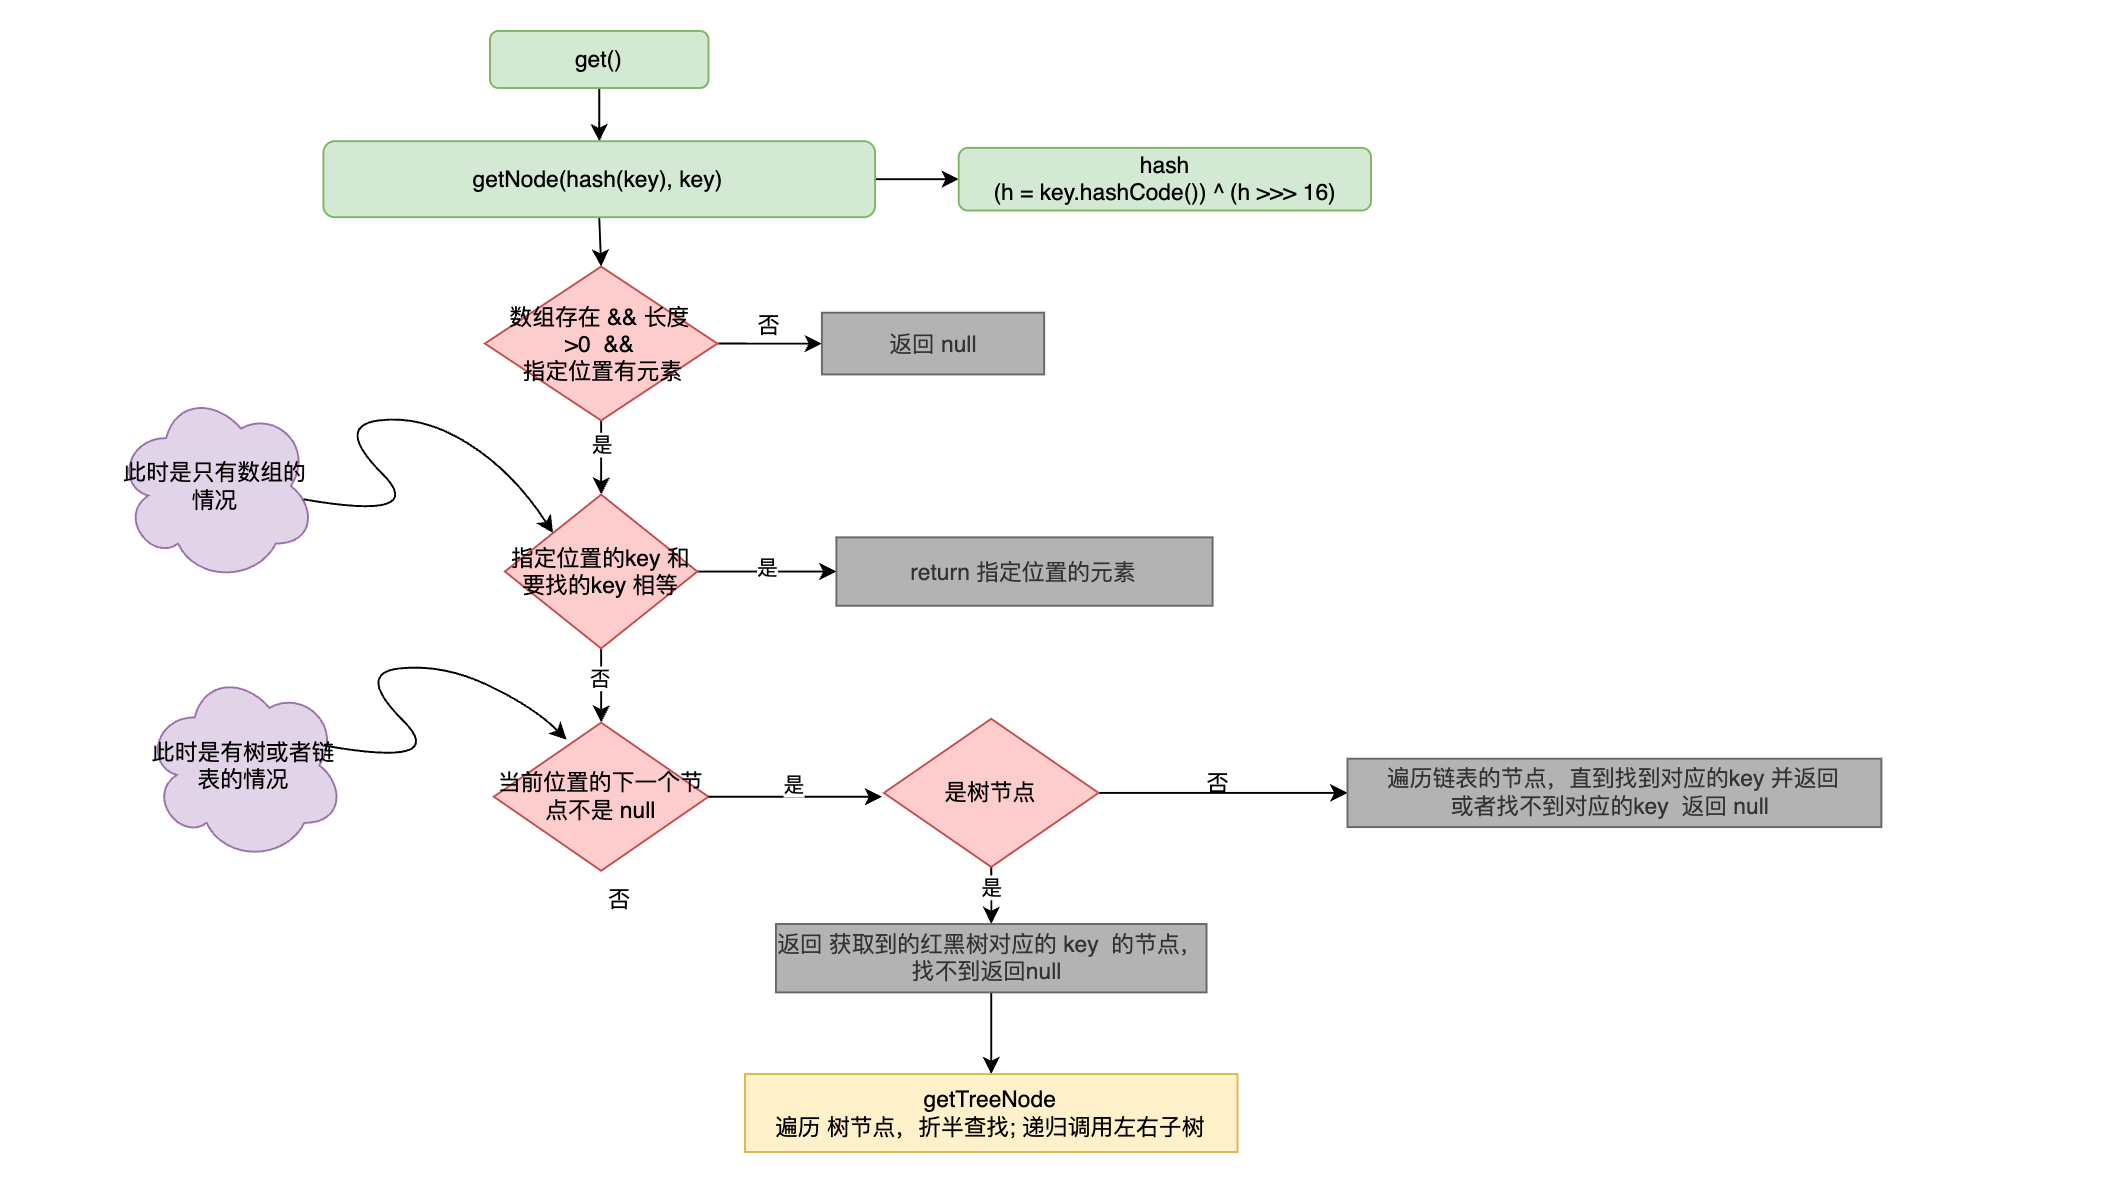 get()
getNode(hash(key), key)
hash
(h = key.hashCode()) ^ (h >>> 16)
数组存在 && 长度
>0  &&
指定位置有元素
否
返回 null
是
此时是只有数组的
情况
指定位置的key 和
要找的key 相等
是
return 指定位置的元素
否
此时是有树或者链
表的情况
当前位置的下一个节
点不是 null
是
是树节点
否
遍历链表的节点，直到找到对应的key 并返回
或者找不到对应的key  返回 null
否
是
返回 获取到的红黑树对应的 key  的节点，
找不到返回null
getTreeNode
遍历 树节点，折半查找; 递归调用左右子树